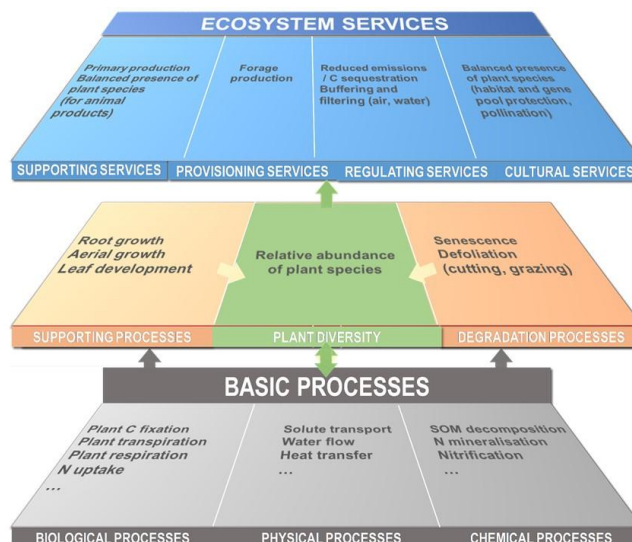 ECOSYSTEM SERVICES
Primary production
Balanced presence of
plant species
(for animal
products)
Forage
production
Reduced emissions
/ C sequestration
Buffering and
filtering (air, water)
Balanced presence
of plant species
(habitat and gene
pool protection,
pollination)
SUPPORTING SERVICES
PROVISIONING SERVICES
REGULATING SERVICES
CULTURAL SERVICES
Root growth
Aerial growth
Leaf development
Relative abundance
of plant species
Senescence
Defoliation
(cutting, grazing)
SUPPORTING PROCESSES
PLANT DIVERSITY
DEGRADATION PROCESSES
BASIC PROCESSES
Plant C fixation
Plant transpiration
Plant respiration
N uptake
...
Solute transport
Water flow
Heat transfer
...
SOM decomposition
N mineralisation
Nitrification
...
BIOLOGICAL PROCESSES
PHYSICAL PROCESSES
CHEMICAL PROCESSES